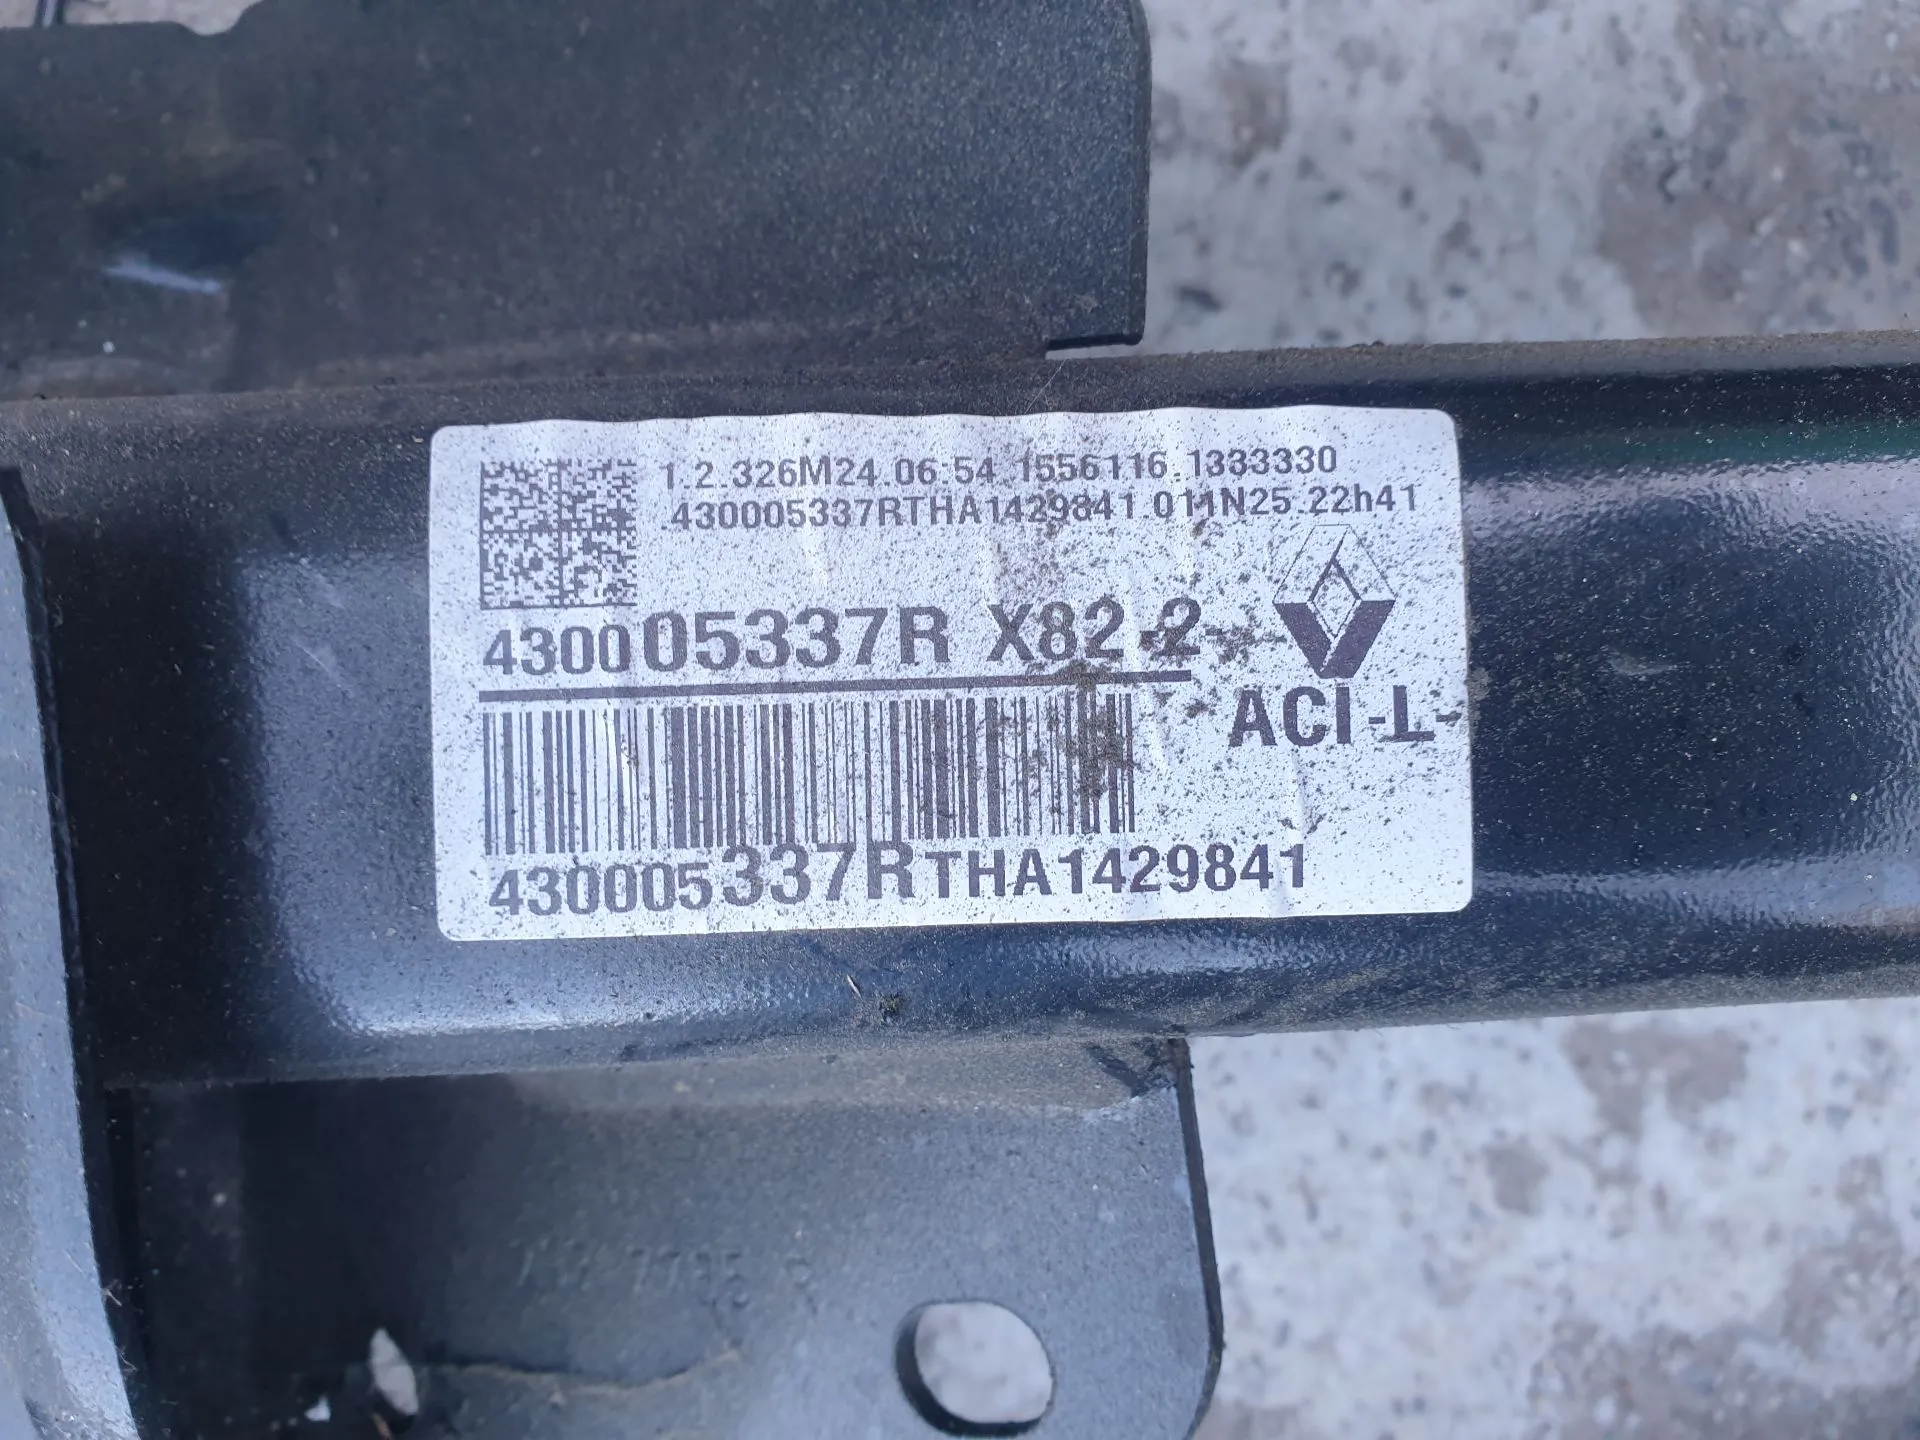 1.2.326M24.06:54.1556116.1333330
.430005337RTHA1429841.011N25.22h41
430005337R X82 2
ACI -L-
430005337RTHA1429841